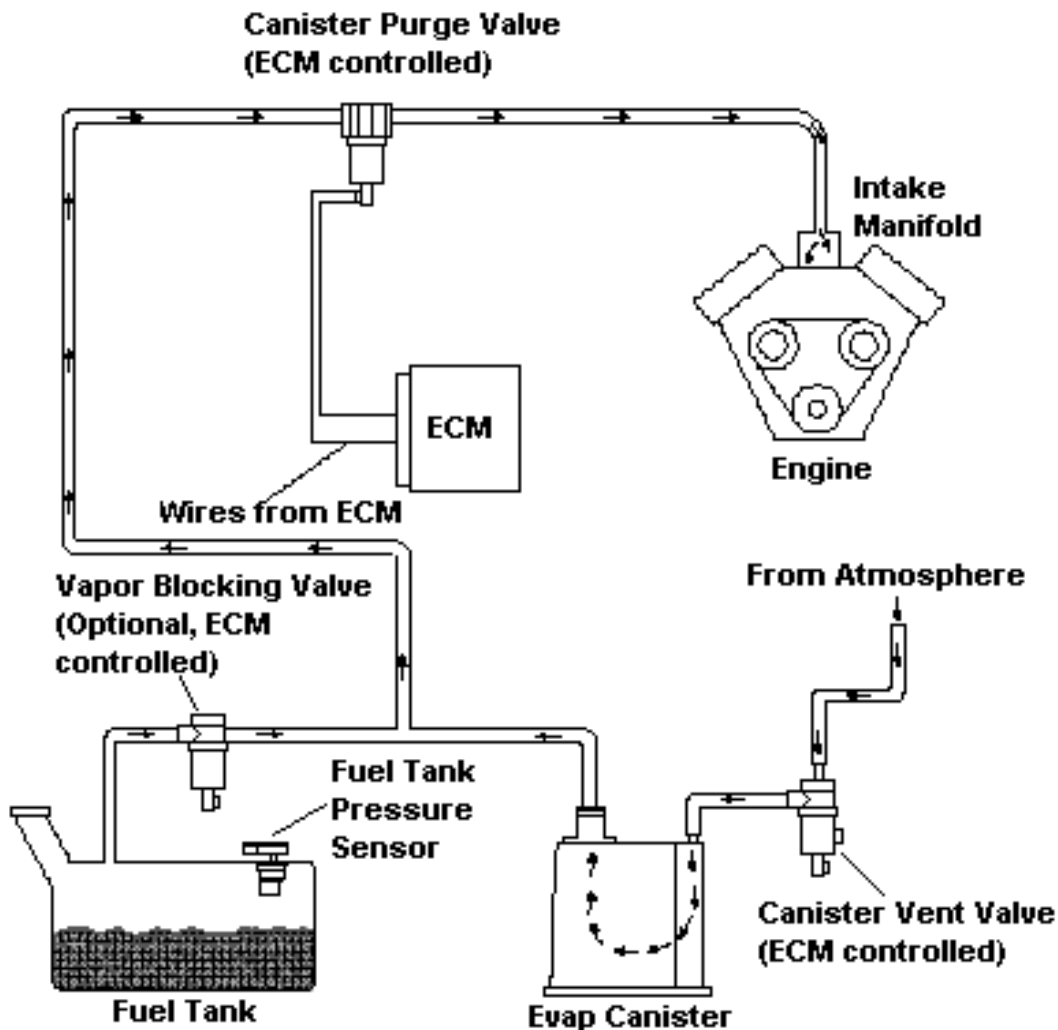 Canister Purge Valve
(ECM controlled)
Intake
Manifold
ECM
Engine
Wires from ECM
From Atmosphere
Vapor Blocking Valve
(Optional, ECM
controlled)
Fuel Tank
Pressure
Sensor
Canister Vent Valve
(ECM controlled)
Fuel Tank
Evap Canister